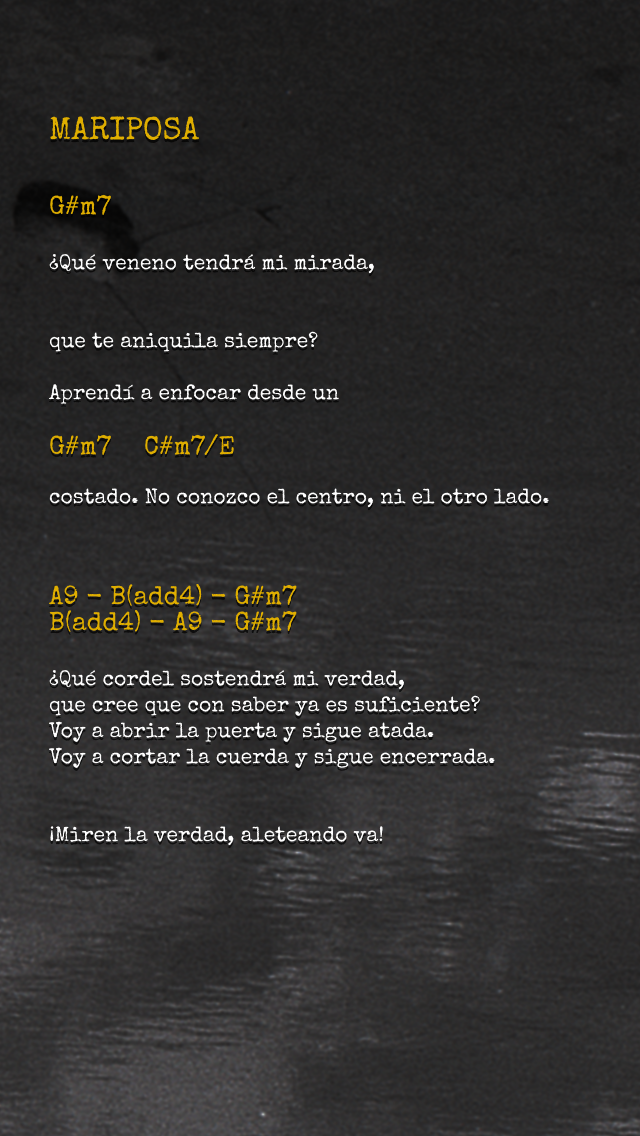 MARIPOSA
G#m7
¿Qué veneno tendrá mi mirada,
que te aniquila siempre?
Aprendí a enfocar desde un
G#m7 C#m7/E
costado. No conozco el centro, ni el otro lado.
A9 - B(add4) - G#m7
B(add4) - A9 - G#m7
¿Qué cordel sostendrá mi verdad,
que cree que con saber ya es suficiente?
Voy a abrir la puerta y sigue atada.
Voy a cortar la cuerda y sigue encerrada.
¡Miren la verdad, aleteando va!